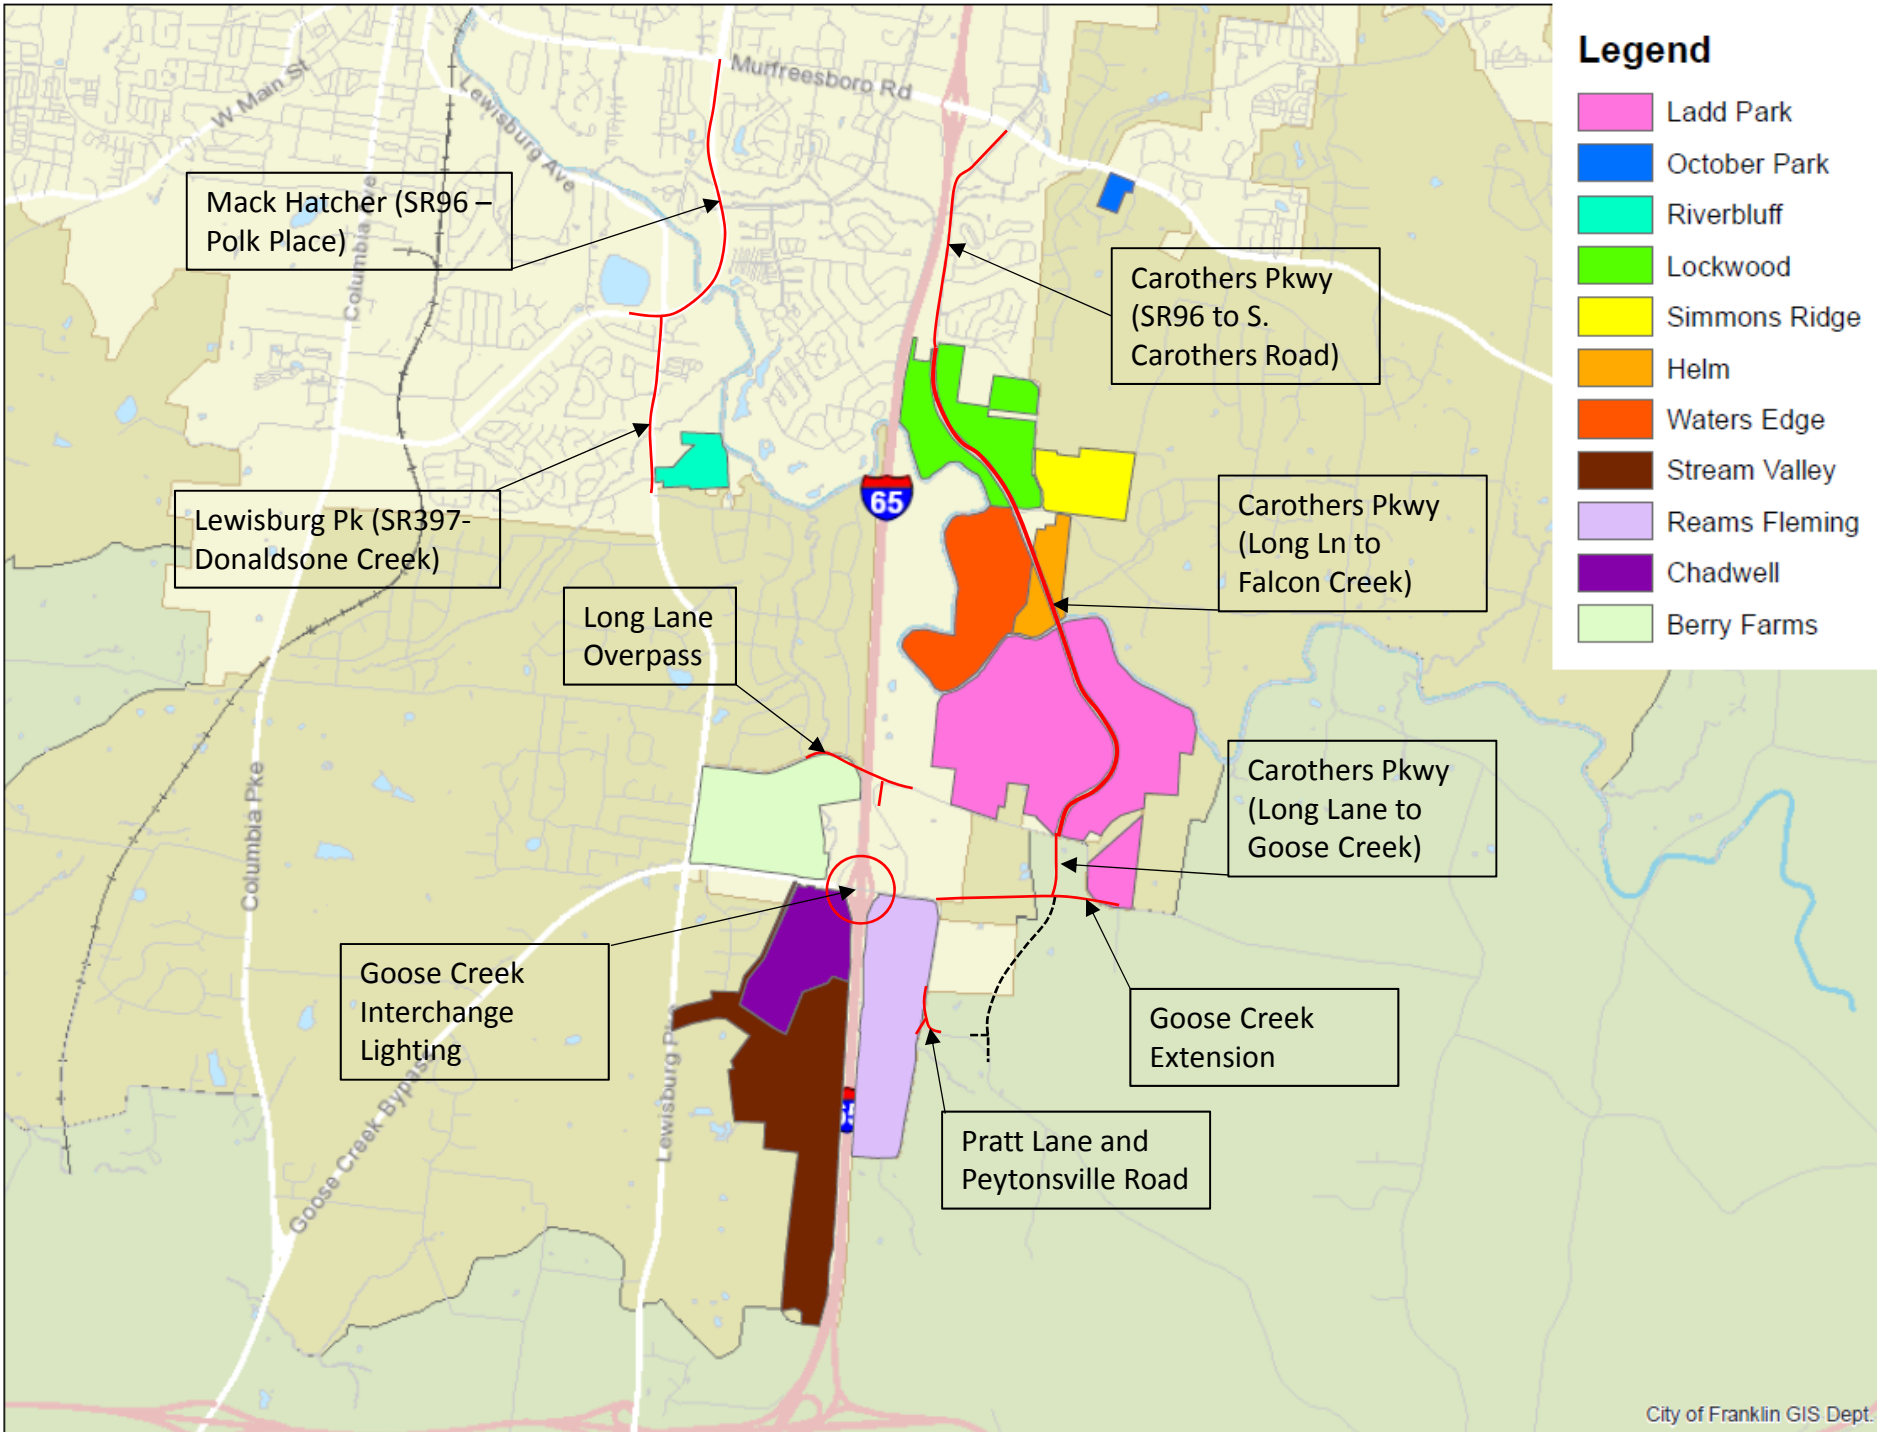 Legend
Ladd Park
October Park
Riverbluff
Lockwood
Simmons Ridge
Helm
Waters Edge
Stream Valley
Reams Fleming
Chadwell
Berry Farms
W Main St
Lewisburg Ave
Murfreesboro Rd
Mack Hatcher (SR96 –
Polk Place)
Columbia Ave
Carothers Pkwy
(SR96 to S.
Carothers Road)
65
Lewisburg Pk (SR397-
Donaldsone Creek)
Carothers Pkwy
(Long Ln to
Falcon Creek)
Long Lane
Overpass
Carothers Pkwy
(Long Lane to
Goose Creek)
Columbia Pke
Goose Creek
Interchange
Lighting
Goose Creek
Extension
Lewisburg Pke
Goose Creek Bypass
65
Pratt Lane and
Peytonsville Road
City of Franklin GIS Dept.